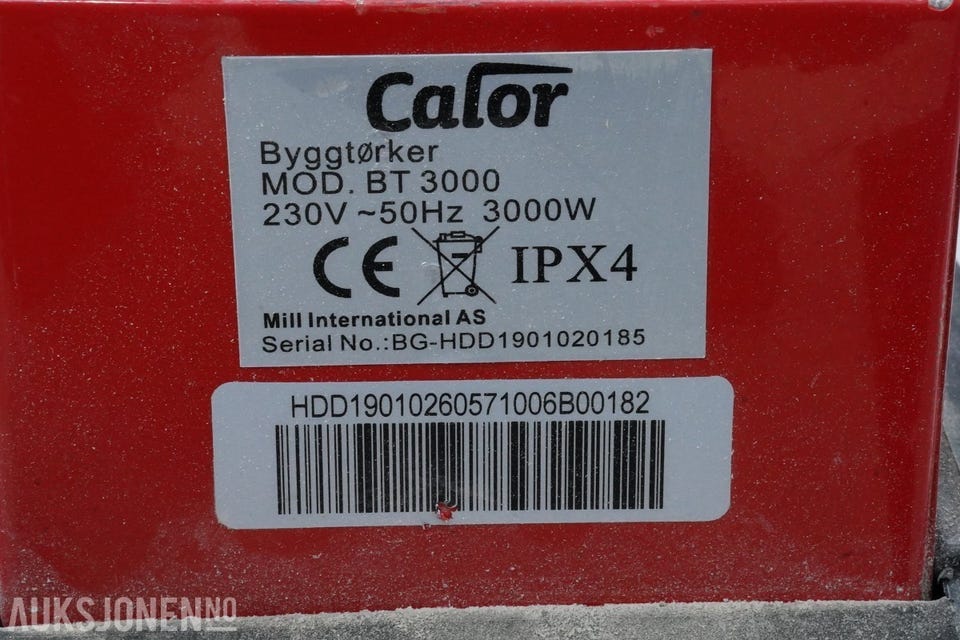 Calor
Byggtørker
MOD. BT 3000
230V ~50Hz 3000W
CE IPX4
Mill International AS
Serial No.:BG-HDD1901020185
HDD19010260571006B00182
AUKSJONEN.NO